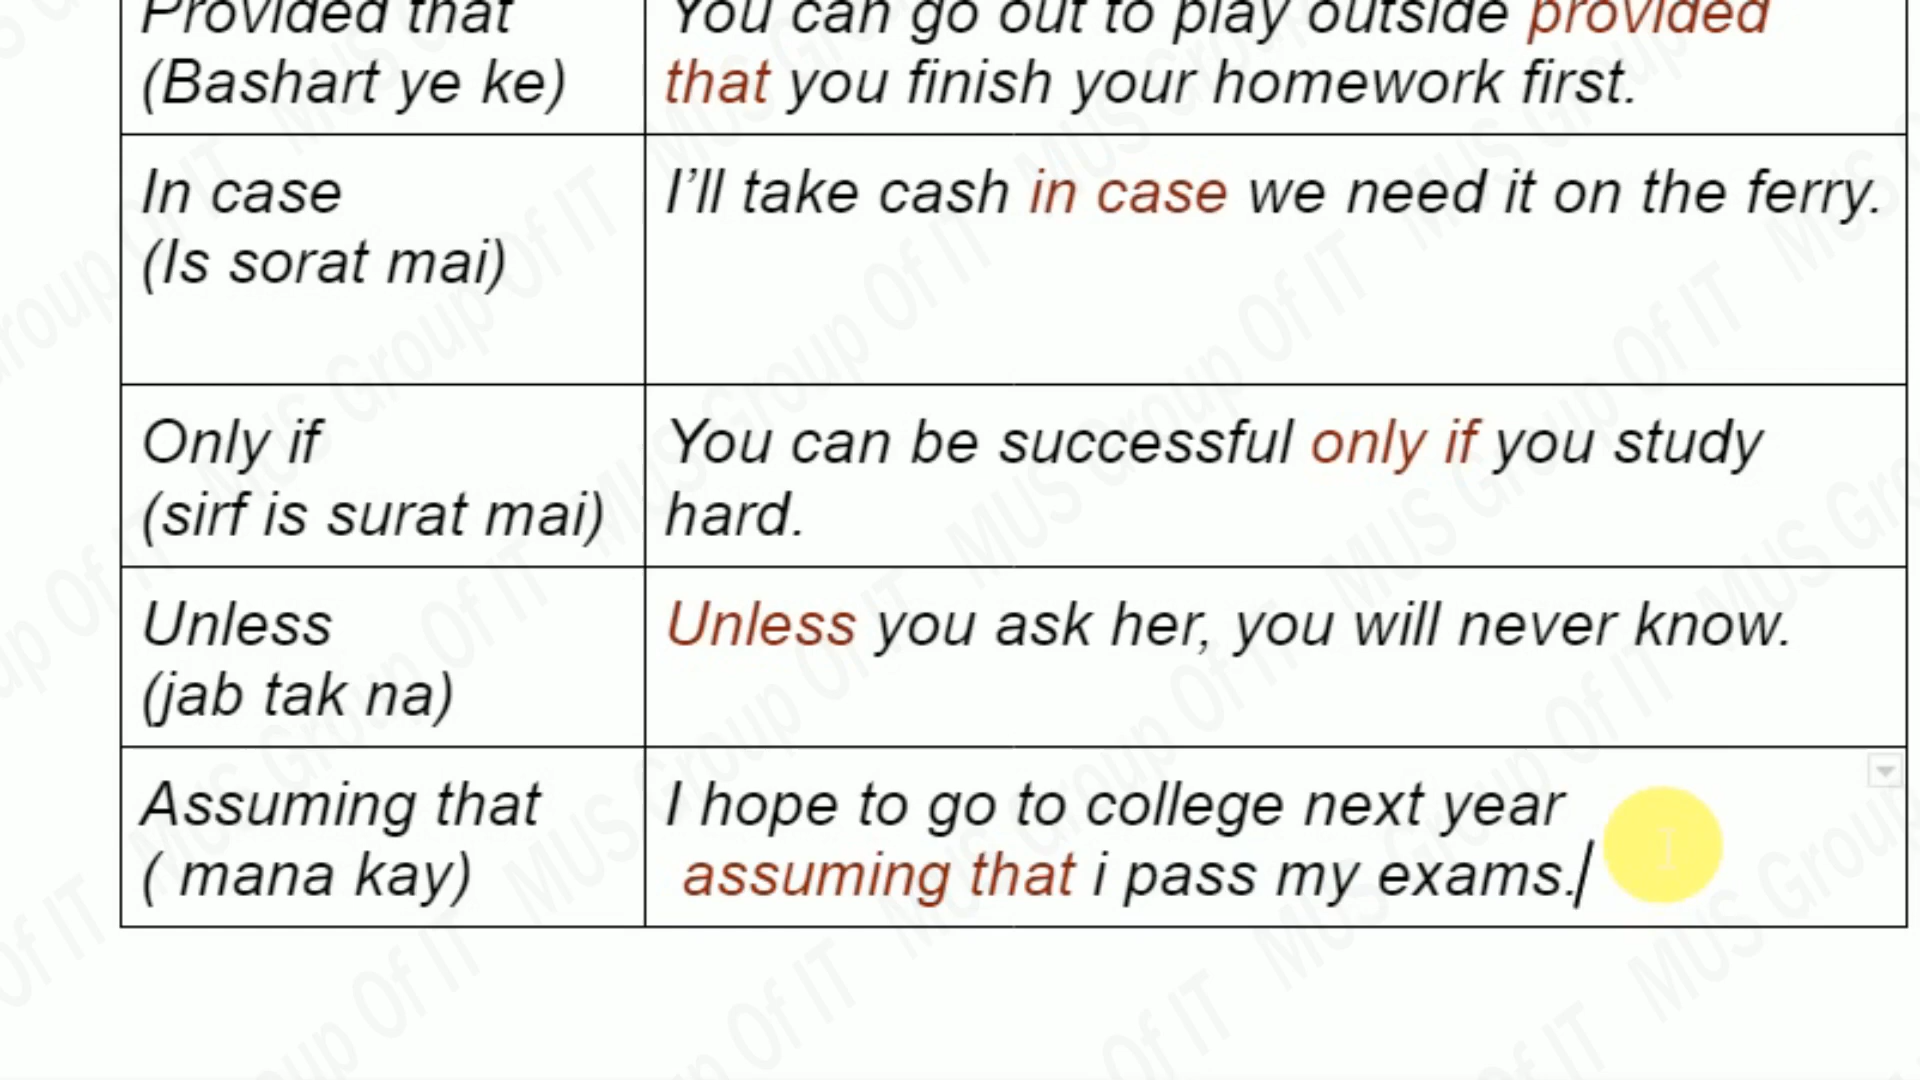 Provided that
(Bashart ye ke)
You can go out to play outside provided
that you finish your homework first.
In case
(Is sorat mai)
I’ll take cash in case we need it on the ferry.
Only if
(sirf is surat mai)
You can be successful only if you study
hard.
Unless
(jab tak na)
Unless you ask her, you will never know.
Assuming that
( mana kay)
I hope to go to college next year
assuming that i pass my exams.
MUS Group Of IT